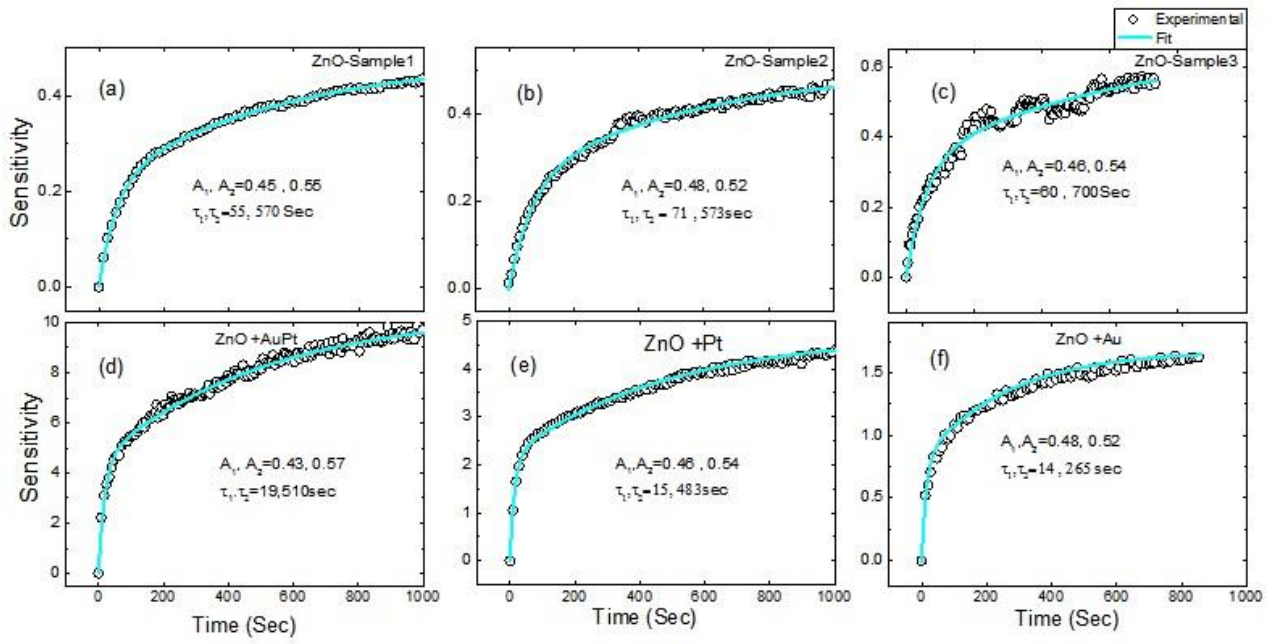 Experimental
Fit
ZnO-Sample1
(a)
0.4
0.2
0.0
Sensitivity
A₁, A₂=0.45 , 0.55
τ₁,τ₂=55, 570 Sec
ZnO-Sample2
(b)
0.4
0.2
0.0
A₁, A₂=0.48, 0.52
τ₁, τ₂ = 71 , 573sec
ZnO-Sample3
(c)
0.6
0.4
0.2
0.0
A₁, A₂=0.46, 0.54
τ₁,τ₂=60 , 700Sec
ZnO +AuPt
(d)
10
8
6
4
2
0
Sensitivity
A₁, A₂=0.43, 0.57
τ₁,τ₂=19,510sec
0 200 400 600 800 1000
Time (Sec)
ZnO +Pt
(e)
5
4
3
2
1
0
A₁,A₂=0.46 , 0.54
τ₁,τ₂=15, 483sec
0 200 400 600 800 1000
Time (Sec)
ZnO +Au
(f)
1.5
1.0
0.5
0.0
A₁, A₂=0.48, 0.52
τ₁,τ₂=14 , 265 sec
0 200 400 600 800 1000
Time (Sec)